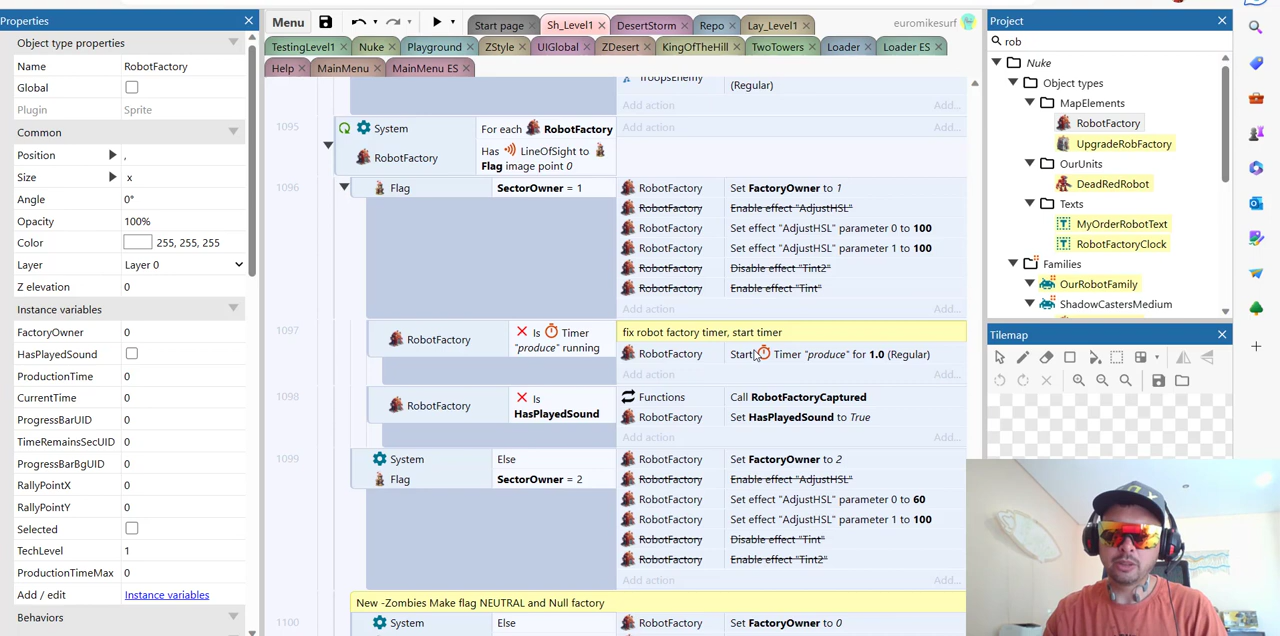 Properties
Object type properties
Name RobotFactory
Global
Plugin Sprite
Common
Position ,
Size x
Angle 0°
Opacity 100%
Color 255, 255, 255
Layer Layer 0
Z elevation 0
Instance variables
FactoryOwner 0
HasPlayedSound
ProductionTime 0
CurrentTime 0
ProgressBarUID 0
TimeRemainsSecUID 0
ProgressBarBgUID 0
RallyPointX 0
RallyPointY 0
Selected
TechLevel 1
ProductionTimeMax 0
Add / edit Instance variables
Behaviors
Menu
Start page Sh_Level1 DesertStorm Repo Lay_Level1
euromikesurf
TestingLevel1 Nuke Playground ZStyle UIGlobal ZDesert KingOfTheHill TwoTowers Loader Loader ES
Help MainMenu MainMenu ES
TroopsEnemy (Regular)
Add action Add...
1095 System For each RobotFactory Add action Add...
RobotFactory Has LineOfSight to Flag image point 0
1096 Flag SectorOwner = 1 RobotFactory Set FactoryOwner to 1
RobotFactory Enable effect "AdjustHSL"
RobotFactory Set effect "AdjustHSL" parameter 0 to 100
RobotFactory Set effect "AdjustHSL" parameter 1 to 100
RobotFactory Disable effect "Tint2"
RobotFactory Enable effect "Tint"
Add action Add...
1097 RobotFactory Is Timer "produce" running fix robot factory timer, start timer
RobotFactory Start Timer "produce" for 1.0 (Regular)
Add action Add...
1098 RobotFactory Is HasPlayedSound Functions Call RobotFactoryCaptured
RobotFactory Set HasPlayedSound to True
Add action Add...
1099 System Else RobotFactory Set FactoryOwner to 2
Flag SectorOwner = 2 RobotFactory Enable effect "AdjustHSL"
RobotFactory Set effect "AdjustHSL" parameter 0 to 60
RobotFactory Set effect "AdjustHSL" parameter 1 to 100
RobotFactory Disable effect "Tint"
RobotFactory Enable effect "Tint2"
Add action
New -Zombies Make flag NEUTRAL and Null factory
1100 System Else RobotFactory Set FactoryOwner to 0
Project
rob
Nuke
Object types
MapElements
RobotFactory
UpgradeRobFactory
OurUnits
DeadRedRobot
Texts
MyOrderRobotText
RobotFactoryClock
Families
OurRobotFamily
ShadowCastersMedium
Tilemap